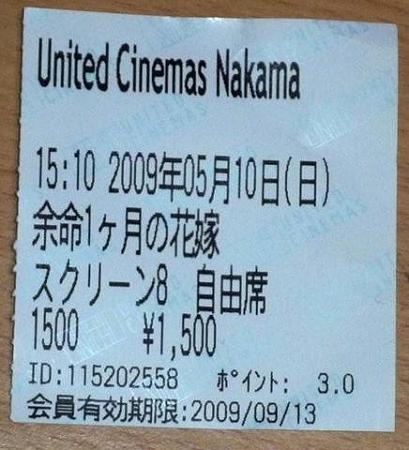 United Cinemas Nakama
15:10 2009年05月10日(日)
余命1ヶ月の花嫁
スクリーン8 自由席
1500 ¥1,500
ID:115202558 ﾎﾟｲﾝﾄ: 3.0
会員有効期限:2009/09/13